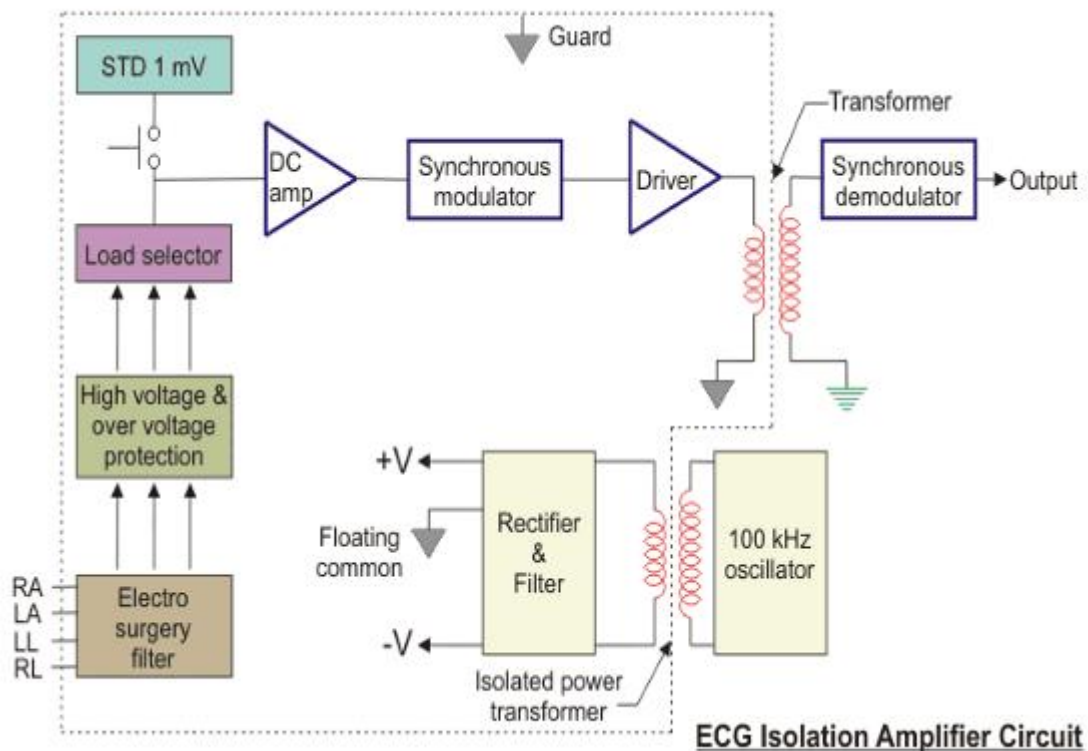 STD 1 mV
Guard
Transformer
DC
amp
Synchronous
modulator
Driver
Synchronous
demodulator
Output
Load selector
High voltage &
over voltage
protection
+V
Floating
common
-V
Rectifier
&
Filter
100 kHz
oscillator
RA
LA
LL
RL
Electro
surgery
filter
Isolated power
transformer
ECG Isolation Amplifier Circuit